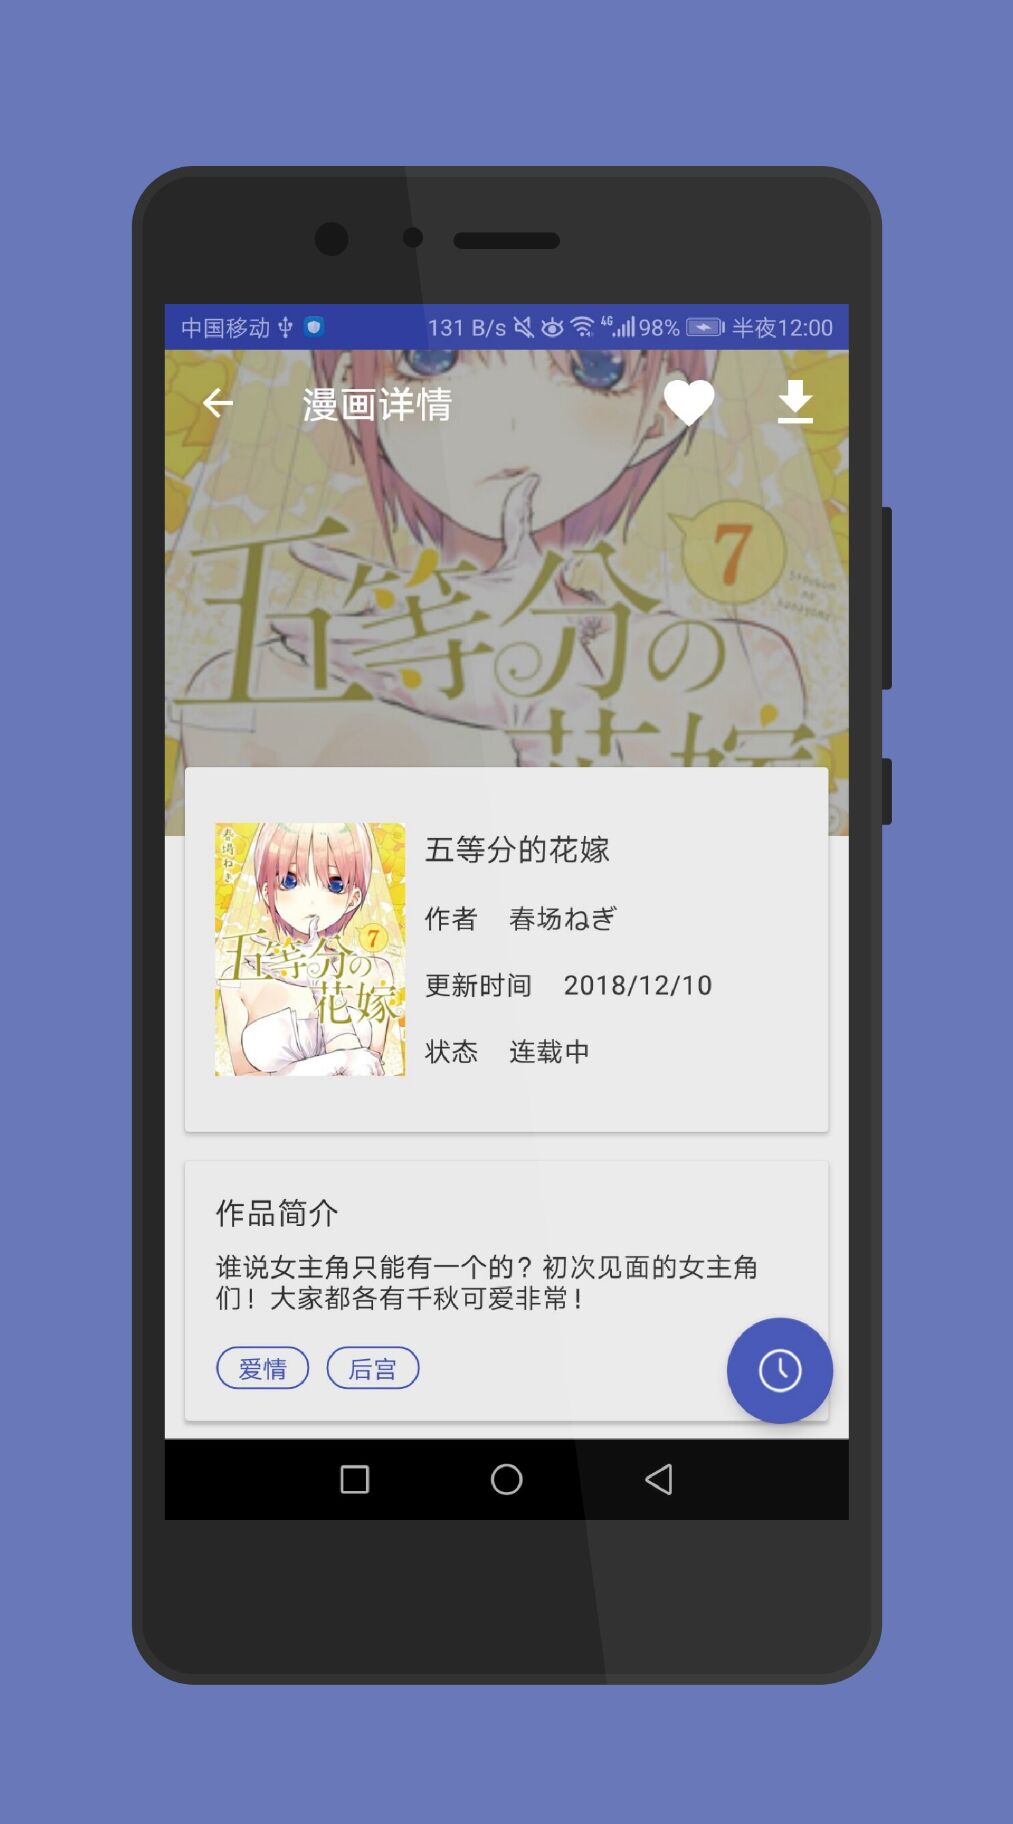 中国移动 131 B/s 4G 98% 半夜12:00
漫画详情
7
五等分の
花嫁
五等分的花嫁
春場ねぎ
7
五等分の
花嫁
作者 春场ねぎ
更新时间 2018/12/10
状态 连载中
作品简介
谁说女主角只能有一个的？初次见面的女主角
们！大家都各有千秋可爱非常！
爱情 后宫